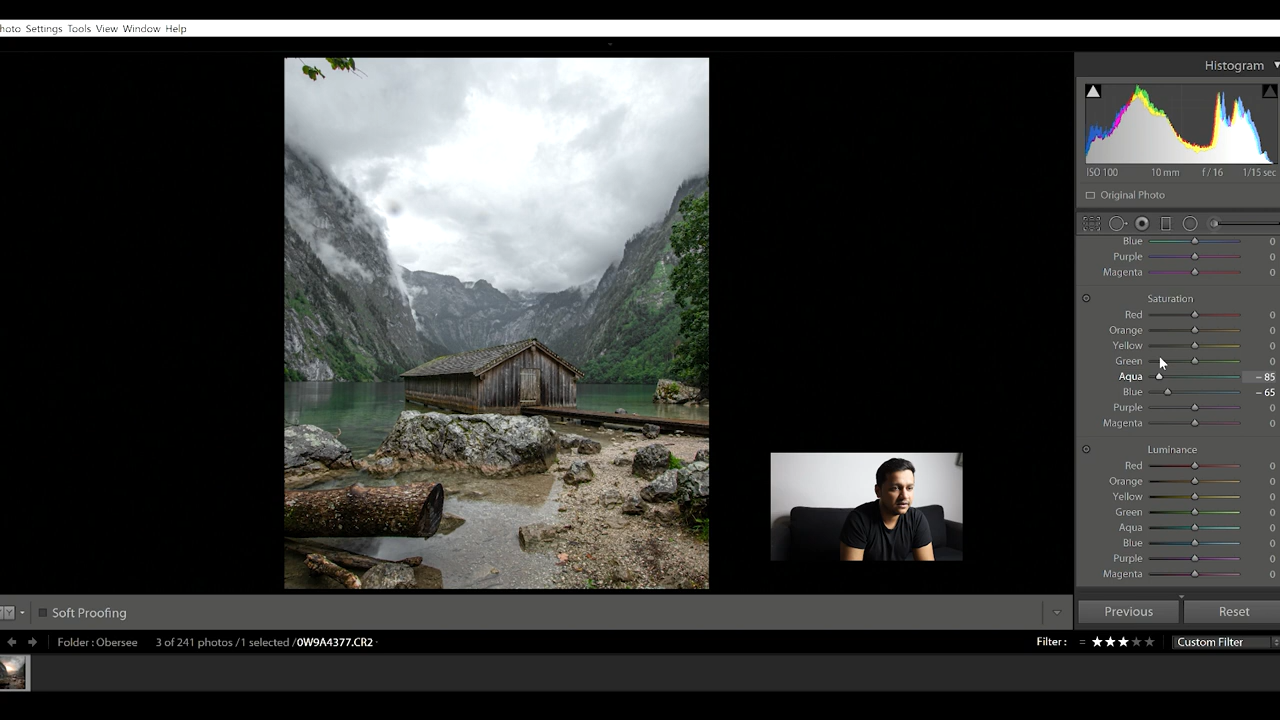 hoto Settings Tools View Window Help
Histogram
ISO 100 10 mm f / 16 1/15 sec
Original Photo
Blue 0
Purple 0
Magenta 0
Saturation
Red 0
Orange 0
Yellow 0
Green 0
Aqua – 85
Blue – 65
Purple 0
Magenta 0
Luminance
Red 0
Orange 0
Yellow 0
Green 0
Aqua 0
Blue 0
Purple 0
Magenta 0
Previous Reset
Y Soft Proofing
Folder : Obersee 3 of 241 photos / 1 selected / 0W9A4377.CR2
Filter : = ★★★★★ Custom Filter